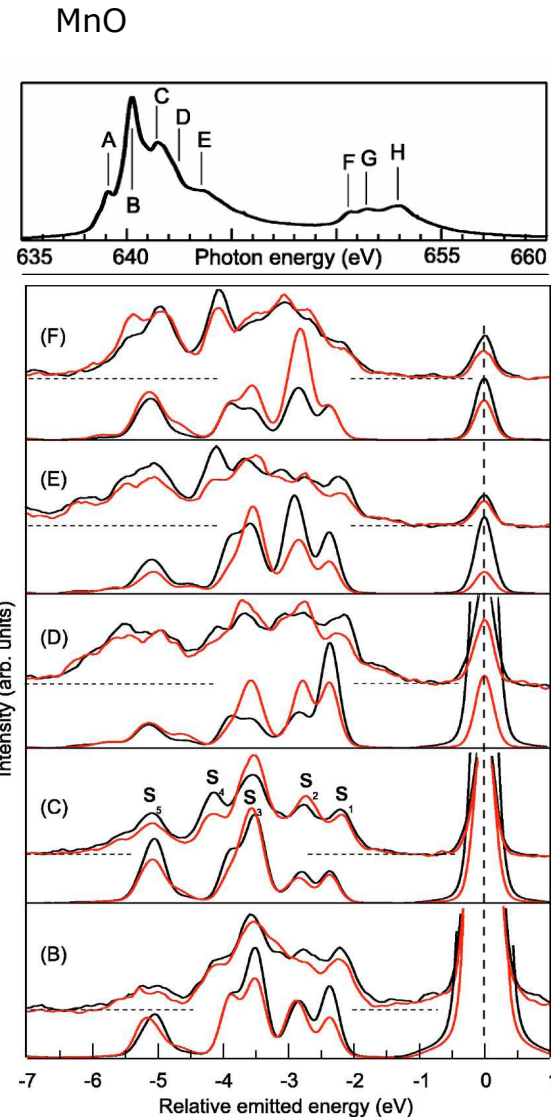 MnO
A
B
C
D
E
F
G
H
635
640
Photon energy (eV)
655
660
(F)
(E)
(D)
(C)
S5
S4
S3
S2
S1
(B)
Intensity (arb. units)
-7
-6
-5
-4
-3
-2
-1
0
1
Relative emitted energy (eV)